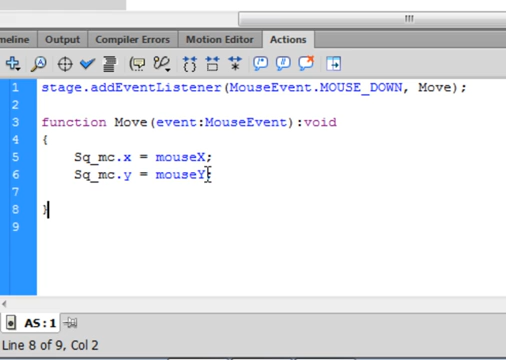 meline Output Compiler Errors Motion Editor Actions
1 stage.addEventListener(MouseEvent.MOUSE_DOWN, Move);
2
3 function Move(event:MouseEvent):void
4 {
5 Sq_mc.x = mouseX;
6 Sq_mc.y = mouseY;
7
8 }
9
AS:1
Line 8 of 9, Col 2